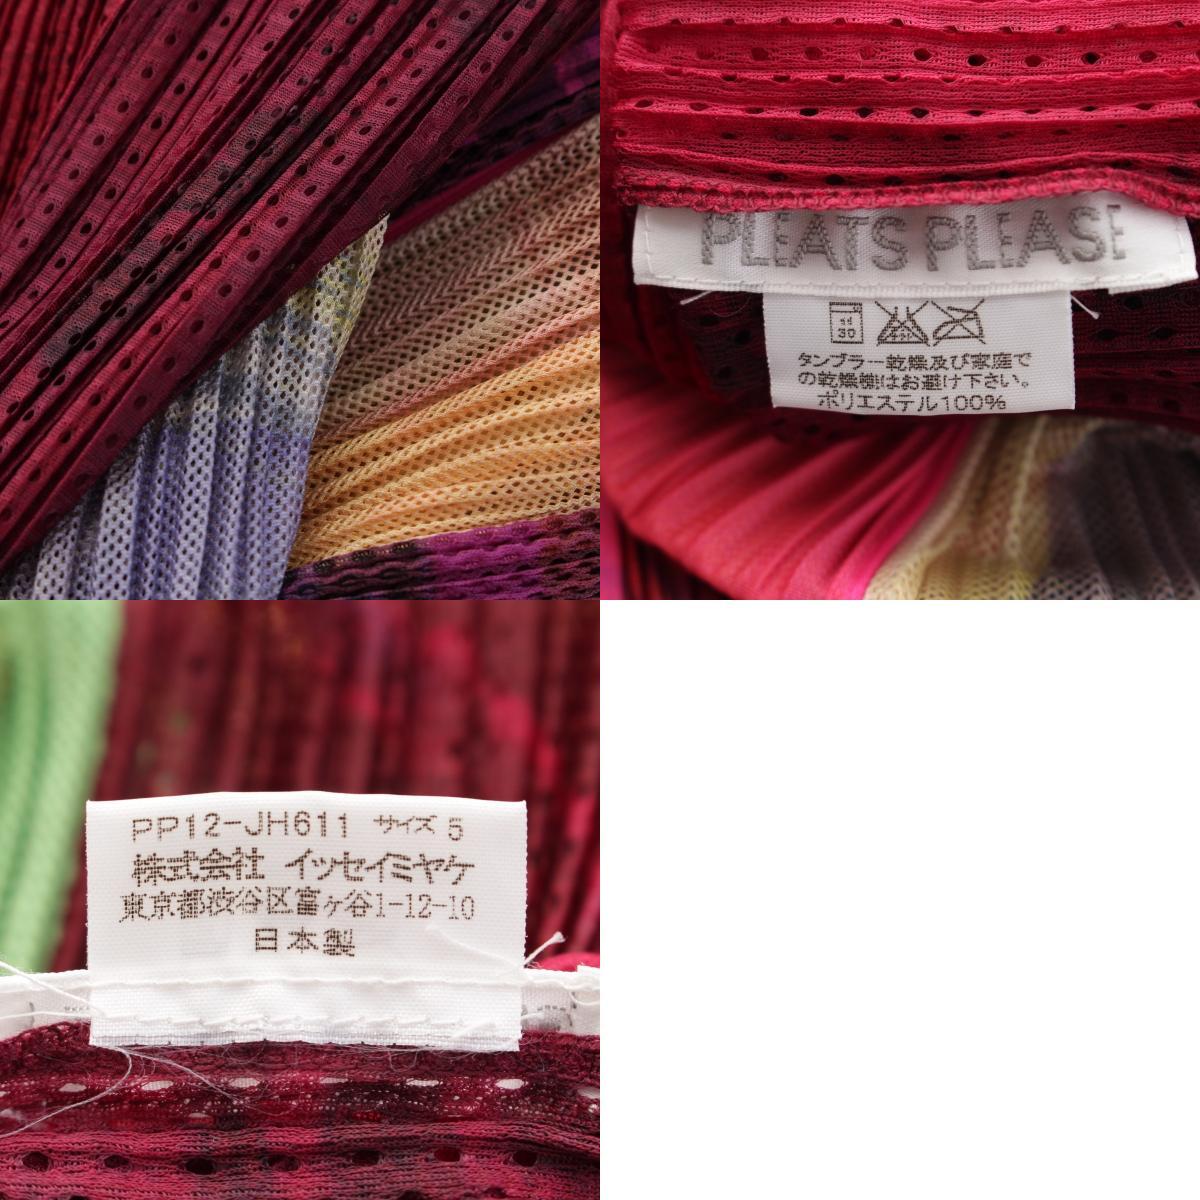 PLEATS PLEASE
30
タンブラー乾燥及び家庭で
の乾燥機はお避け下さい。
ポリエステル100%
PP12-JH611 サイズ 5
株式会社 イッセイミヤケ
東京都渋谷区富ヶ谷1-12-10
日本製